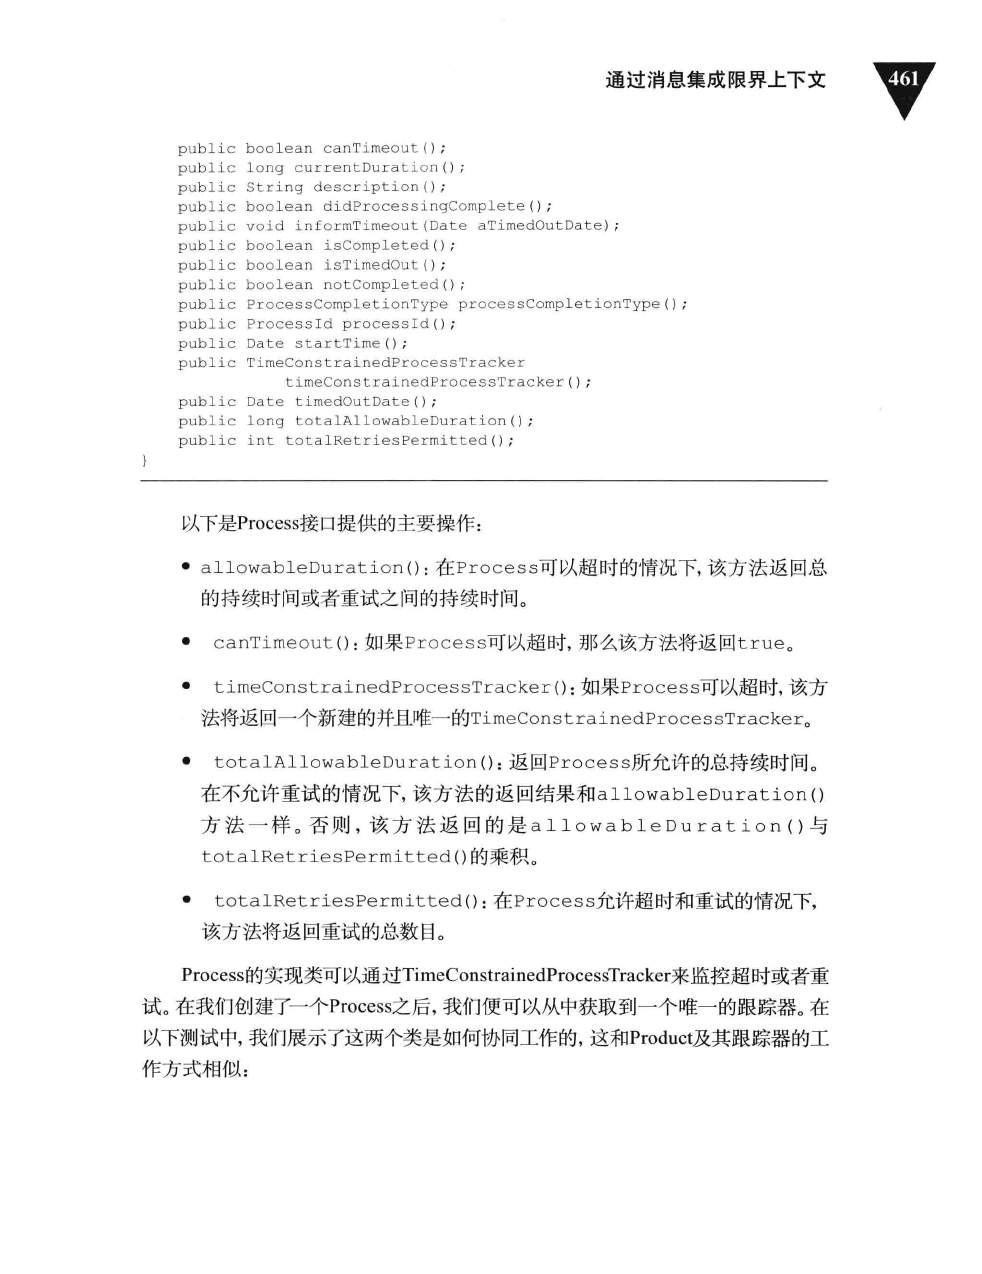 通过消息集成限界上下文
461
public boolean canTimeout();
public long currentDuration();
public String description();
public boolean didProcessingComplete();
public void informTimeout(Date aTimedOutDate);
public boolean isCompleted();
public boolean isTimedOut();
public boolean notCompleted();
public ProcessCompletionType processCompletionType();
public ProcessId processId();
public Date startTime();
public TimeConstrainedProcessTracker
timeConstrainedProcessTracker();
public Date timedOutDate();
public long totalAllowableDuration();
public int totalRetriesPermitted();
}
以下是Process接口提供的主要操作:
• allowableDuration():在Process可以超时的情况下,该方法返回总
的持续时间或者重试之间的持续时间。
• canTimeout():如果Process可以超时,那么该方法将返回true。
• timeConstrainedProcessTracker():如果Process可以超时,该方
法将返回一个新建的并且唯一的TimeConstrainedProcessTracker。
• totalAllowableDuration():返回Process所允许的总持续时间。
在不允许重试的情况下,该方法的返回结果和allowableDuration()
方法一样。否则,该方法返回的是allowableDuration()与
totalRetriesPermitted()的乘积。
• totalRetriesPermitted():在Process允许超时和重试的情况下,
该方法将返回重试的总数目。
Process的实现类可以通过TimeConstrainedProcessTracker来监控超时或者重
试。在我们创建了一个Process之后,我们便可以从中获取到一个唯一的跟踪器。在
以下测试中,我们展示了这两个类是如何协同工作的,这和Product及其跟踪器的工
作方式相似: